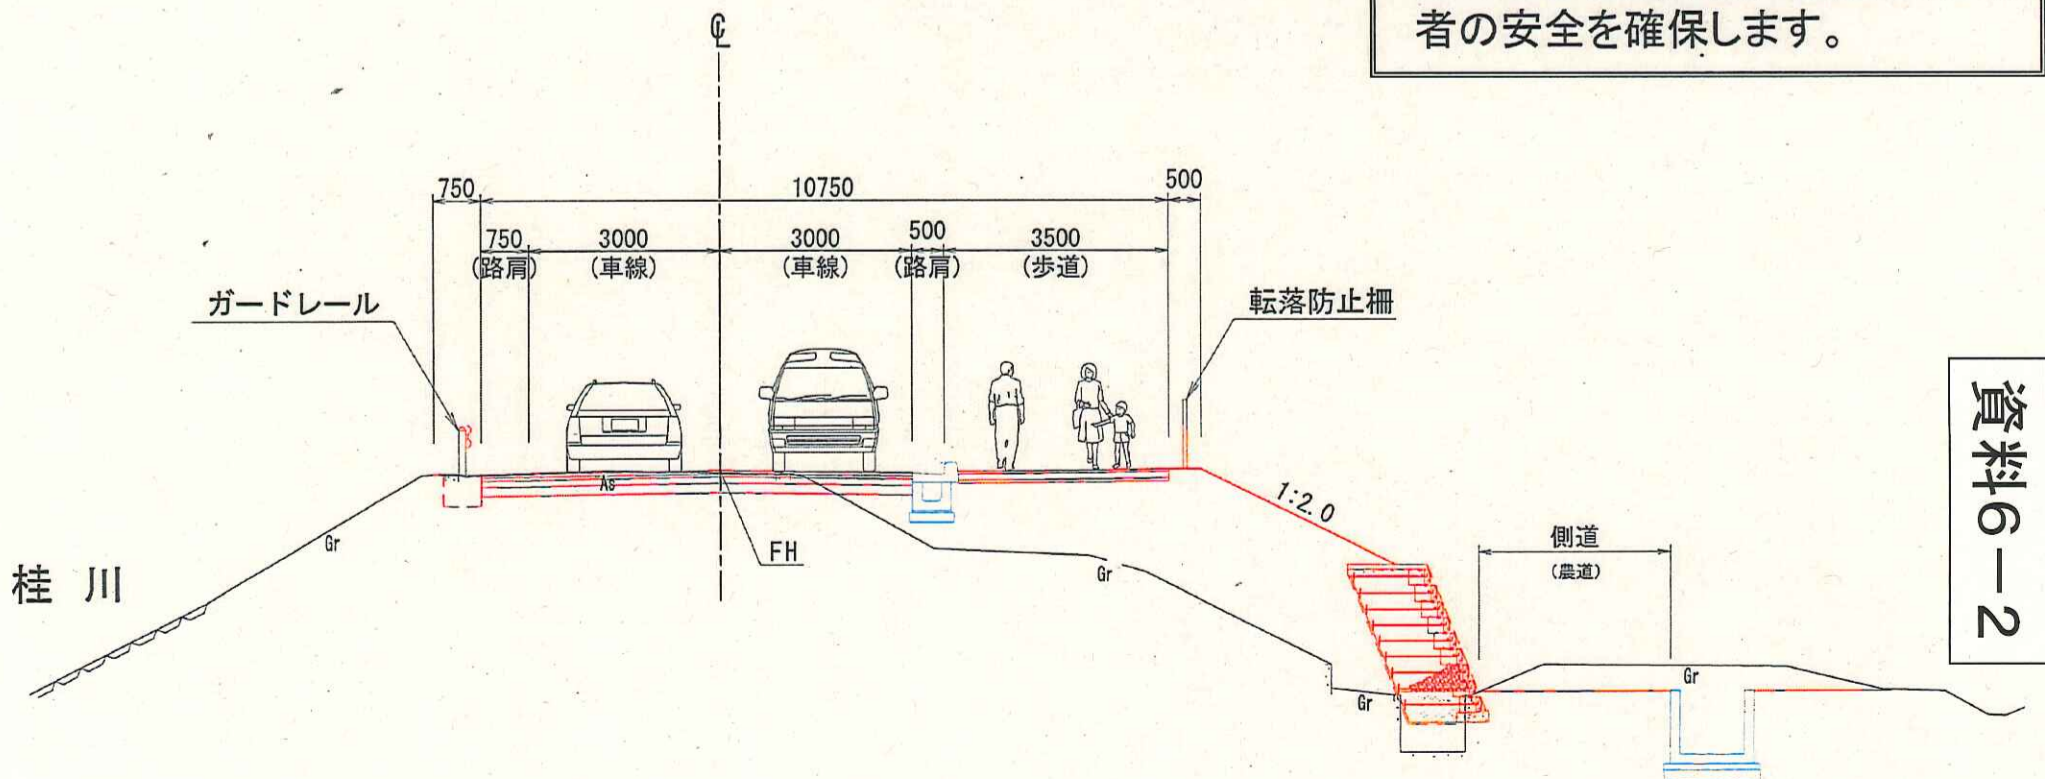 者の安全を確保します。
℄
750
10750
500
750
3000
3000
500
3500
(路肩)
(車線)
(車線)
(路肩)
(歩道)
ガードレール
転落防止柵
資料6-2
As
1:2.0
Gr
FH
側道
(農道)
Gr
桂 川
Gr
Gr